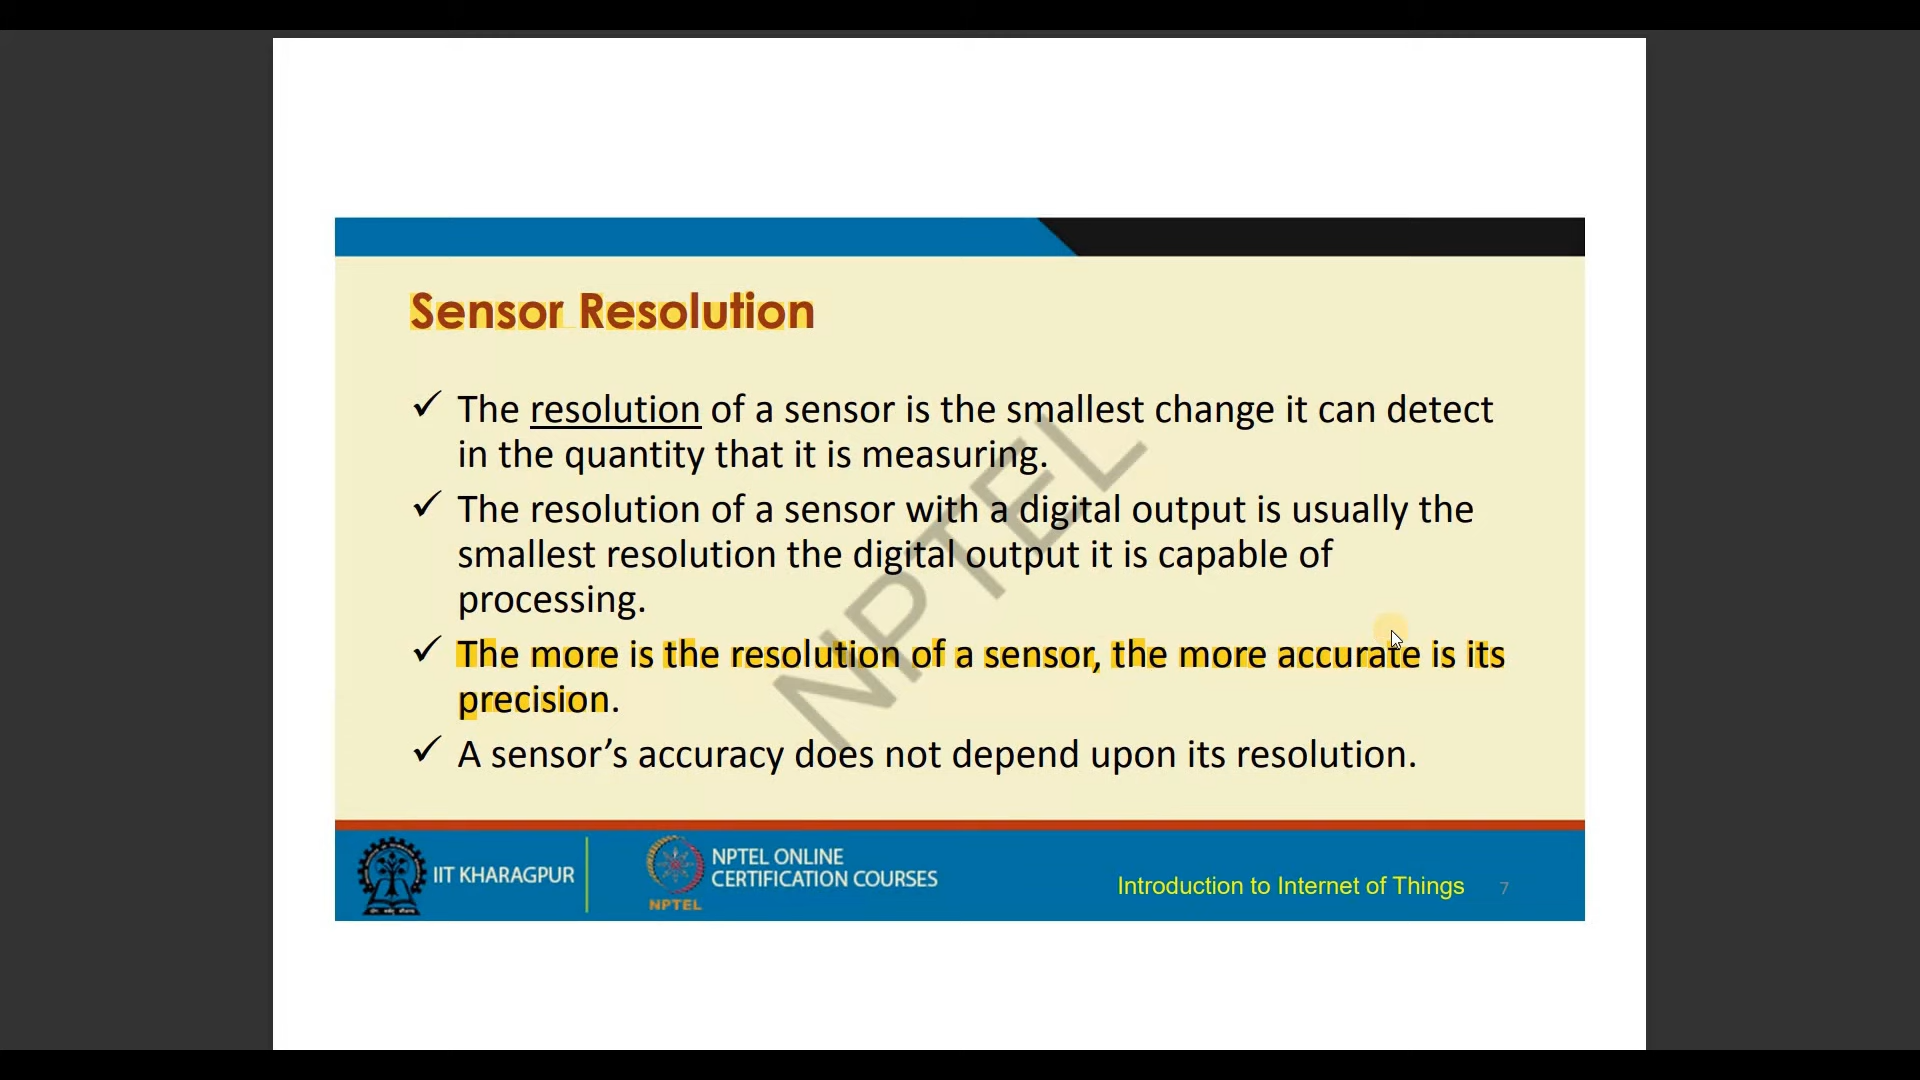 Sensor Resolution
✓ The resolution of a sensor is the smallest change it can detect
in the quantity that it is measuring.
✓ The resolution of a sensor with a digital output is usually the
smallest resolution the digital output it is capable of
processing.
✓ The more is the resolution of a sensor, the more accurate is its
precision.
✓ A sensor’s accuracy does not depend upon its resolution.
NPTEL
IIT KHARAGPUR
NPTEL
NPTEL ONLINE
CERTIFICATION COURSES
Introduction to Internet of Things 7